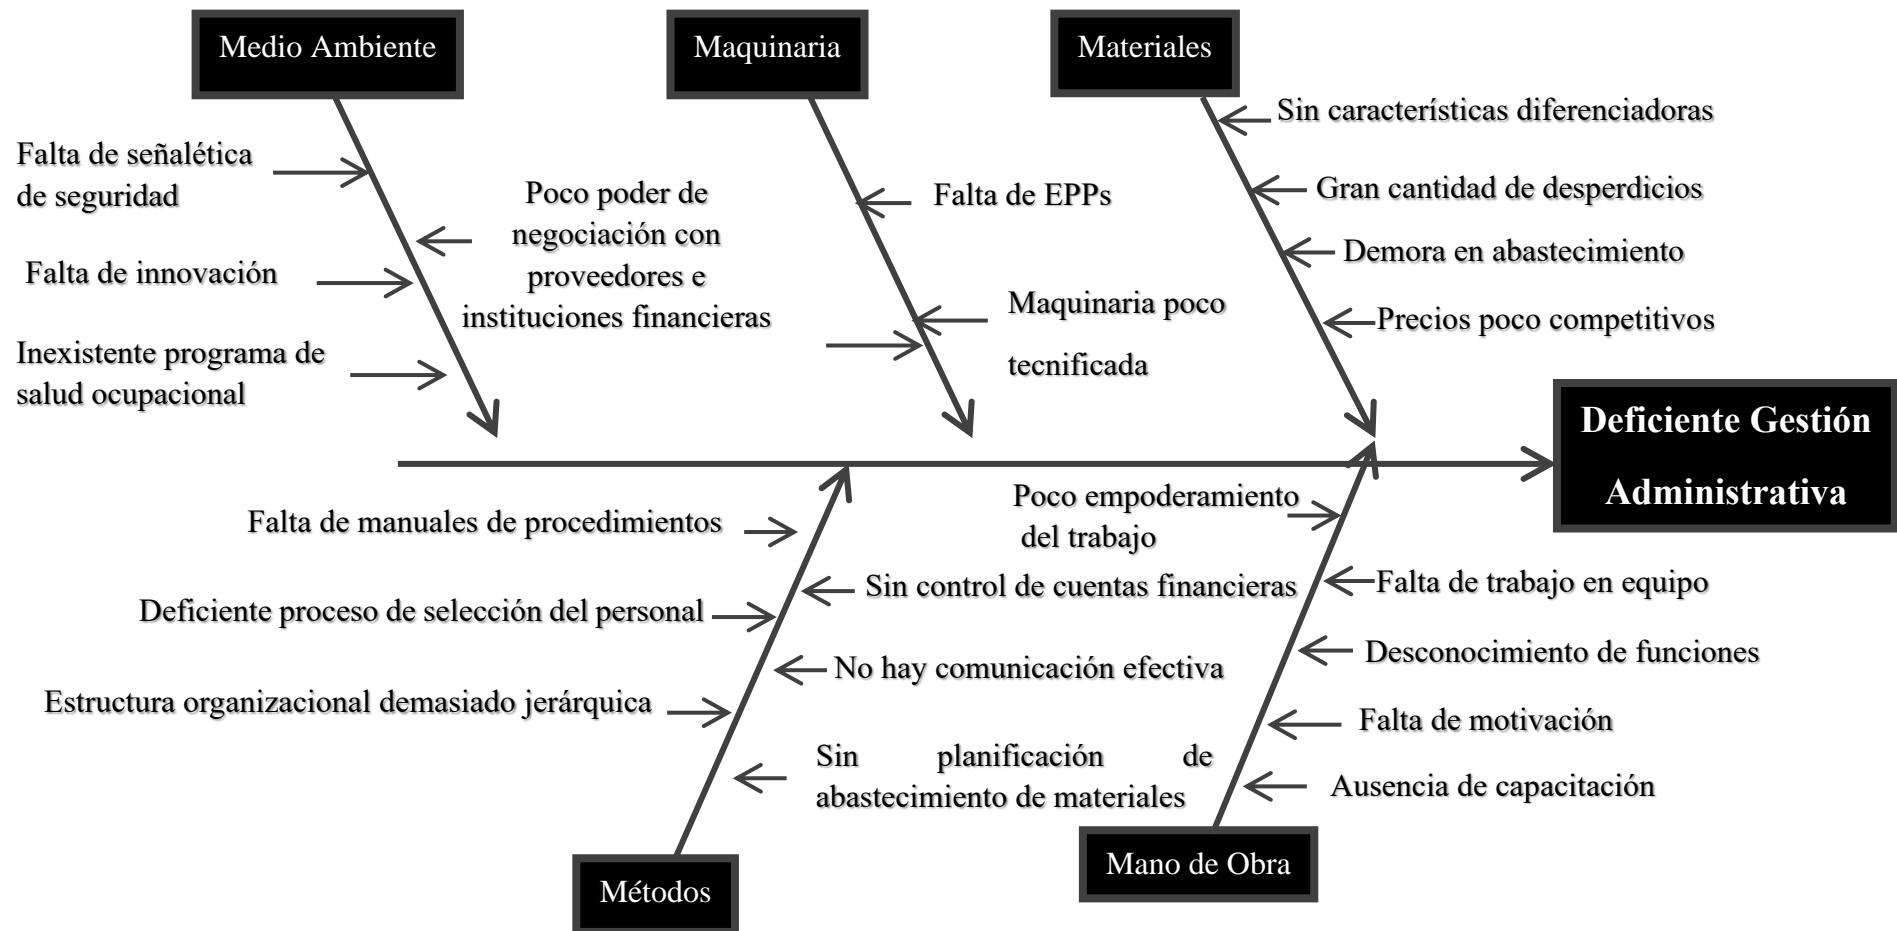 Medio Ambiente
Maquinaria
Materiales
Falta de señalética
de seguridad
Falta de innovación
Inexistente programa de
salud ocupacional
Poco poder de
negociación con
proveedores e
instituciones financieras
Falta de EPPs
Maquinaria poco
tecnificada
Sin características diferenciadoras
Gran cantidad de desperdicios
Demora en abastecimiento
Precios poco competitivos
Deficiente Gestión
Administrativa
Falta de manuales de procedimientos
Deficiente proceso de selección del personal
Estructura organizacional demasiado jerárquica
Sin control de cuentas financieras
No hay comunicación efectiva
Sin planificación de
abastecimiento de materiales
Poco empoderamiento
del trabajo
Falta de trabajo en equipo
Desconocimiento de funciones
Falta de motivación
Ausencia de capacitación
Métodos
Mano de Obra